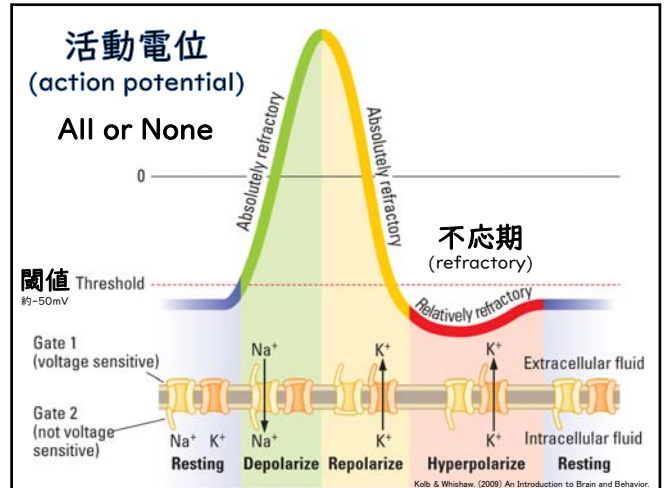 活動電位
(action potential)
All or None
Absolutely refractory
Absolutely refractory
0
不応期
(refractory)
閾値 Threshold
約-50mV
Relatively refractory
Gate 1
(voltage sensitive)
Na⁺ K⁺ K⁺
Extracellular fluid
Gate 2
(not voltage
sensitive)
Na⁺ K⁺ Na⁺ K⁺ K⁺
Intracellular fluid
Resting Depolarize Repolarize Hyperpolarize Resting
Kolb & Whishaw. (2009) An Introduction to Brain and Behavior.